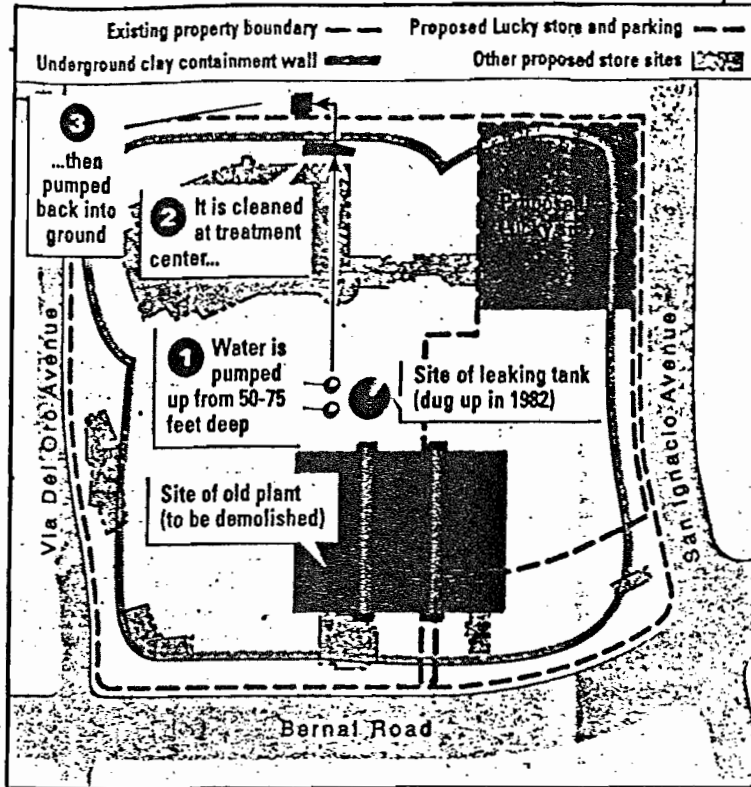 Existing property boundary
Proposed Lucky store and parking
Underground clay containment wall
Other proposed store sites
3
...then
pumped
back into
ground
2 It is cleaned
at treatment
center...
Proposed
Lucky
1 Water is
pumped
up from 50-75
feet deep
Site of leaking tank
(dug up in 1982)
Site of old plant
(to be demolished)
Via Del Oro Avenue
San Ignacio Avenue
Bernal Road